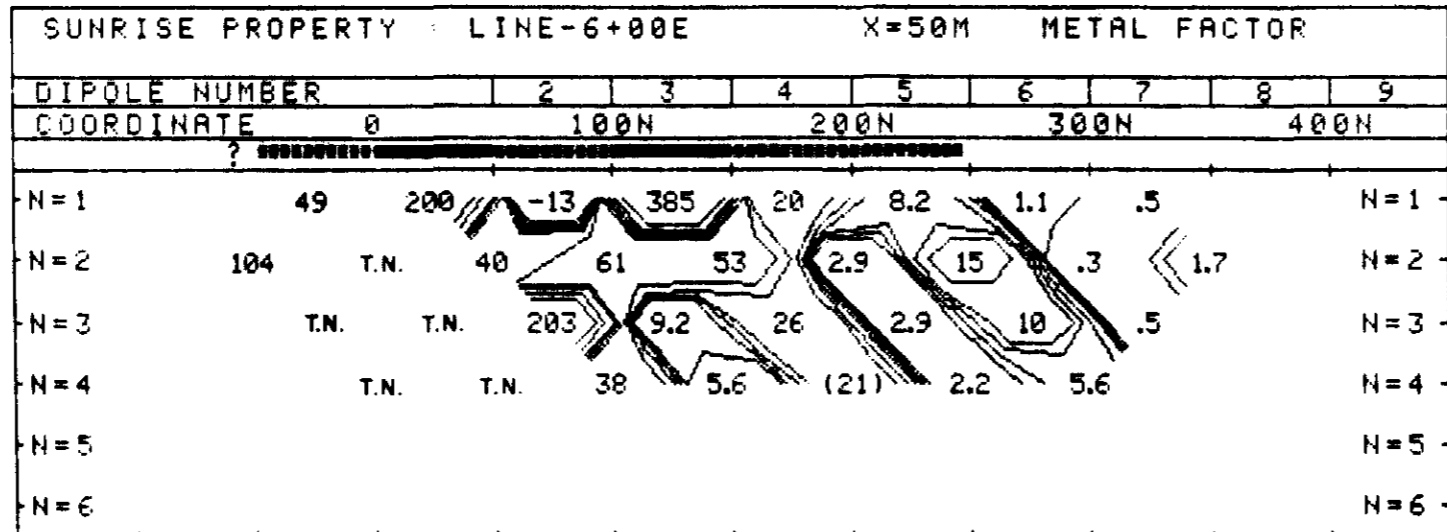 SUNRISE PROPERTY LINE-6+00E X=50M METAL FACTOR
DIPOLE NUMBER 2 3 4 5 6 7 8 9
COORDINATE 0 100N 200N 300N 400N
?
N=1 49 200 -13 385 20 8.2 1.1 .5 N=1
N=2 104 T.N. 40 61 53 2.9 15 .3 1.7 N=2
N=3 T.N. T.N. 203 9.2 26 2.9 10 .5 N=3
N=4 T.N. T.N. 38 5.6 (21) 2.2 5.6 N=4
N=5 N=5
N=6 N=6